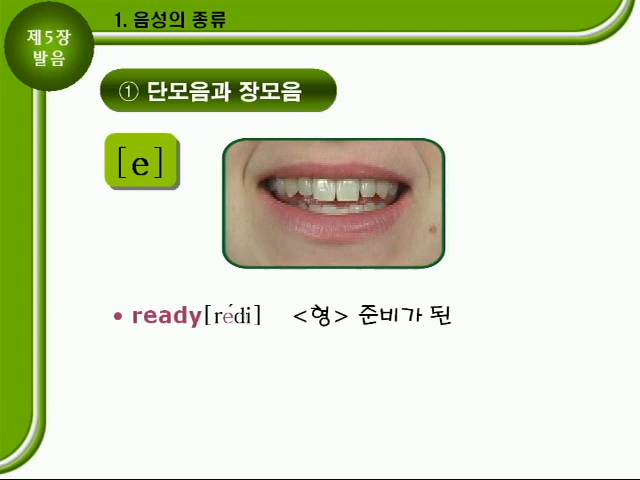 제5장
발음
1. 음성의 종류
① 단모음과 장모음
[e]
• ready[rédi] <형> 준비가 된